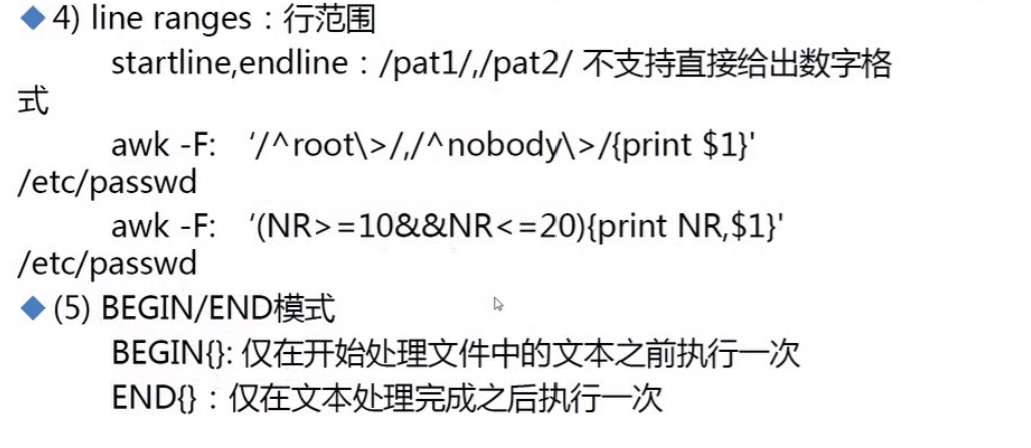 ◆4) line ranges：行范围
startline,endline：/pat1/,/pat2/ 不支持直接给出数字格
式
awk -F: ‘/^root\>/,/^nobody\>/{print $1}'
/etc/passwd
awk -F: ‘(NR>=10&&NR<=20){print NR,$1}'
/etc/passwd
◆(5) BEGIN/END模式
BEGIN{}: 仅在开始处理文件中的文本之前执行一次
END{}：仅在文本处理完成之后执行一次